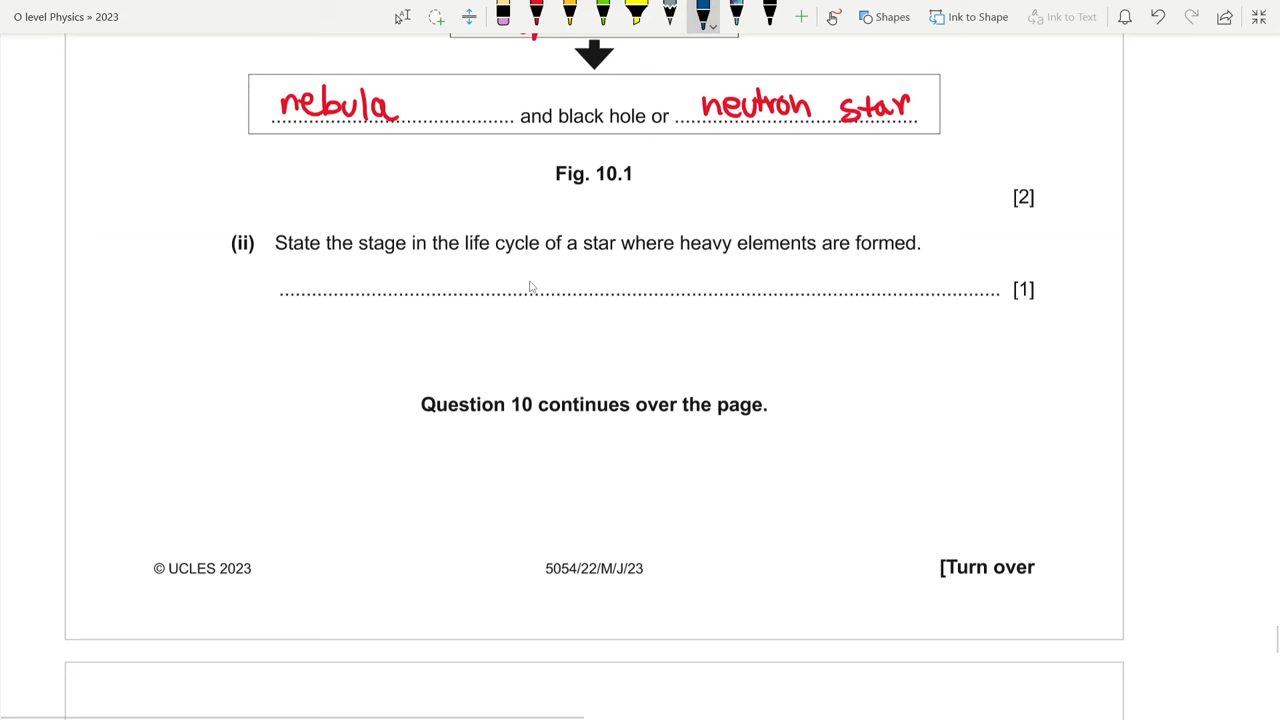 O level Physics » 2023
Shapes
Ink to Shape
Ink to Text
nebula and black hole or neutron star
Fig. 10.1
[2]
(ii) State the stage in the life cycle of a star where heavy elements are formed.
[1]
Question 10 continues over the page.
© UCLES 2023
5054/22/M/J/23
[Turn over